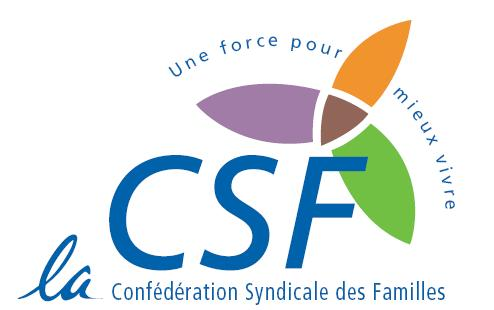 Une force pour mieux vivre
la CSF
Confédération Syndicale des Familles